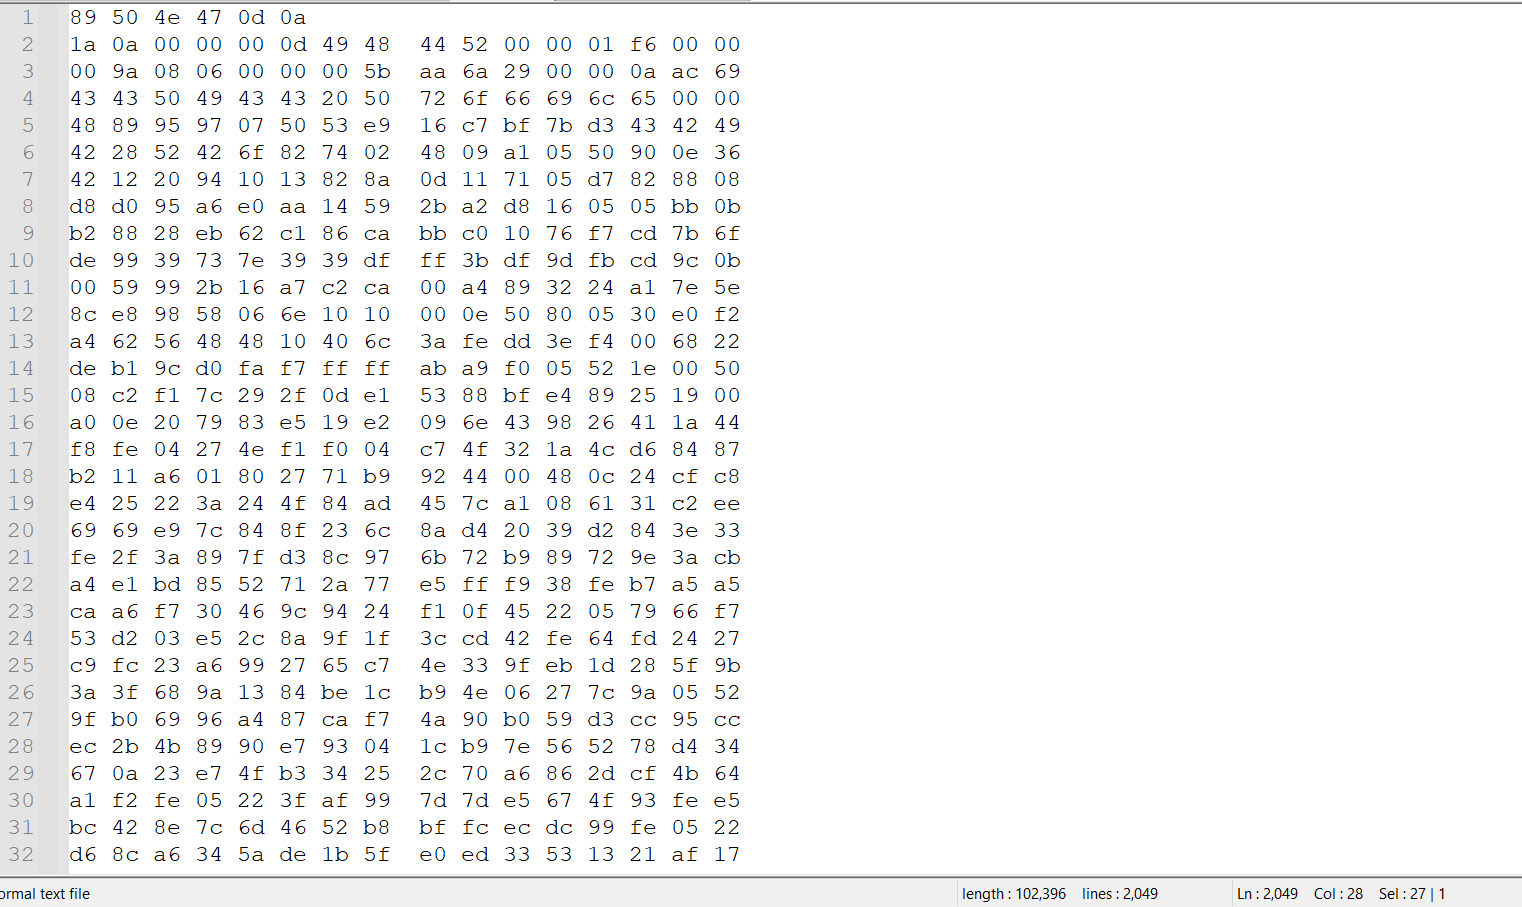 1 89 50 4e 47 0d 0a
2 1a 0a 00 00 00 0d 49 48 44 52 00 00 01 f6 00 00
3 00 9a 08 06 00 00 00 5b aa 6a 29 00 00 0a ac 69
4 43 43 50 49 43 43 20 50 72 6f 66 69 6c 65 00 00
5 48 89 95 97 07 50 53 e9 16 c7 bf 7b d3 43 42 49
6 42 28 52 42 6f 82 74 02 48 09 a1 05 50 90 0e 36
7 42 12 20 94 10 13 82 8a 0d 11 71 05 d7 82 88 08
8 d8 d0 95 a6 e0 aa 14 59 2b a2 d8 16 05 05 bb 0b
9 b2 88 28 eb 62 c1 86 ca bb c0 10 76 f7 cd 7b 6f
10 de 99 39 73 7e 39 39 df ff 3b df 9d fb cd 9c 0b
11 00 59 99 2b 16 a7 c2 ca 00 a4 89 32 24 a1 7e 5e
12 8c e8 98 58 06 6e 10 10 00 0e 50 80 05 30 e0 f2
13 a4 62 56 48 48 10 40 6c 3a fe dd 3e f4 00 68 22
14 de b1 9c d0 fa f7 ff ff ab a9 f0 05 52 1e 00 50
15 08 c2 f1 7c 29 2f 0d e1 53 88 bf e4 89 25 19 00
16 a0 0e 20 79 83 e5 19 e2 09 6e 43 98 26 41 1a 44
17 f8 fe 04 27 4e f1 f0 04 c7 4f 32 1a 4c d6 84 87
18 b2 11 a6 01 80 27 71 b9 92 44 00 48 0c 24 cf c8
19 e4 25 22 3a 24 4f 84 ad 45 7c a1 08 61 31 c2 ee
20 69 69 e9 7c 84 8f 23 6c 8a d4 20 39 d2 84 3e 33
21 fe 2f 3a 89 7f d3 8c 97 6b 72 b9 89 72 9e 3a cb
22 a4 e1 bd 85 52 71 2a 77 e5 ff f9 38 fe b7 a5 a5
23 ca a6 f7 30 46 9c 94 24 f1 0f 45 22 05 79 66 f7
24 53 d2 03 e5 2c 8a 9f 1f 3c cd 42 fe 64 fd 24 27
25 c9 fc 23 a6 99 27 65 c7 4e 33 9f eb 1d 28 5f 9b
26 3a 3f 68 9a 13 84 be 1c b9 4e 06 27 7c 9a 05 52
27 9f b0 69 96 a4 87 ca f7 4a 90 b0 59 d3 cc 95 cc
28 ec 2b 4b 89 90 e7 93 04 1c b9 7e 56 52 78 d4 34
29 67 0a 23 e7 4f b3 34 25 2c 70 a6 86 2d cf 4b 64
30 a1 f2 fe 05 22 3f af 99 7d 7d e5 67 4f 93 fe e5
31 bc 42 8e 7c 6d 46 52 b8 bf fc ec dc 99 fe 05 22
32 d6 8c a6 34 5a de 1b 5f e0 ed 33 53 13 21 af 17
ormal text file length : 102,396 lines : 2,049 Ln : 2,049 Col : 28 Sel : 27 | 1